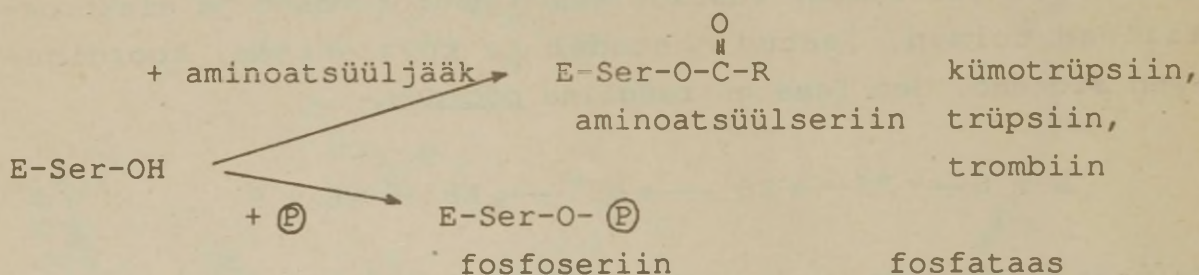 O
+ aminoatsüüljääk E-Ser-O-C-R kümotrüpsiin,
aminoatsüülseriin trüpsiin,
E-Ser-OH trombiin
+ Ⓟ E-Ser-O- Ⓟ
fosfoseriin fosfataas